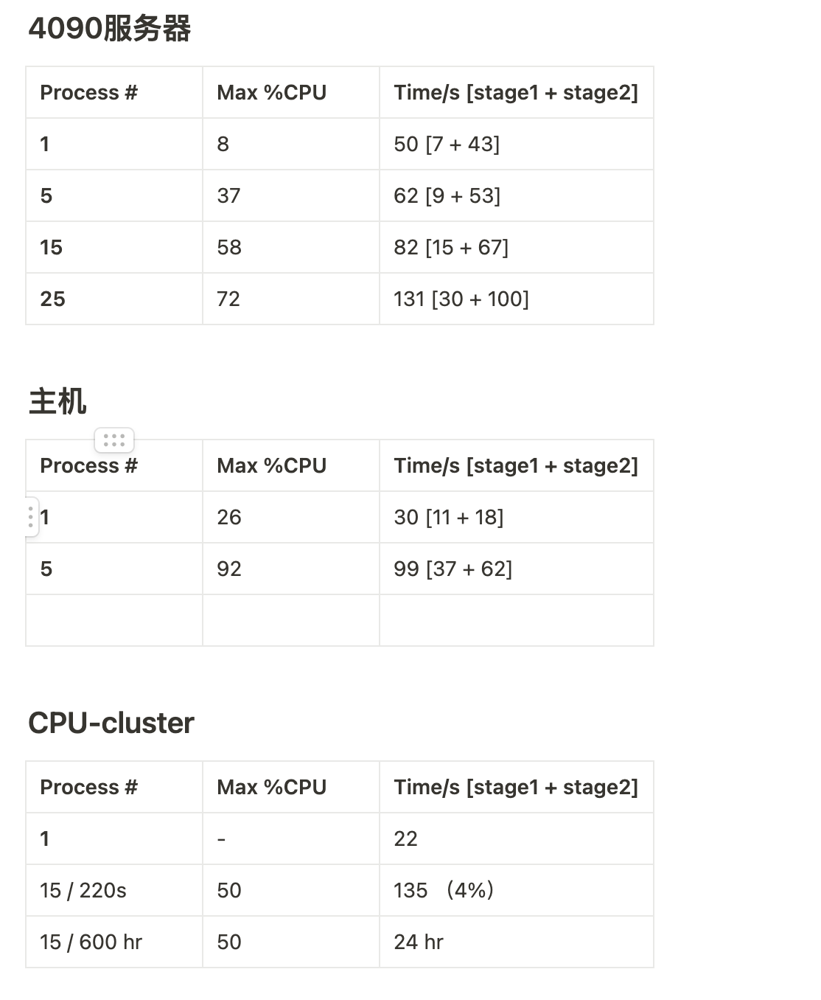 4090服务器
Process # Max %CPU Time/s [stage1 + stage2]
1 8 50 [7 + 43]
5 37 62 [9 + 53]
15 58 82 [15 + 67]
25 72 131 [30 + 100]
主机
Process # Max %CPU Time/s [stage1 + stage2]
1 26 30 [11 + 18]
5 92 99 [37 + 62]
CPU-cluster
Process # Max %CPU Time/s [stage1 + stage2]
1 - 22
15 / 220s 50 135 （4%）
15 / 600 hr 50 24 hr